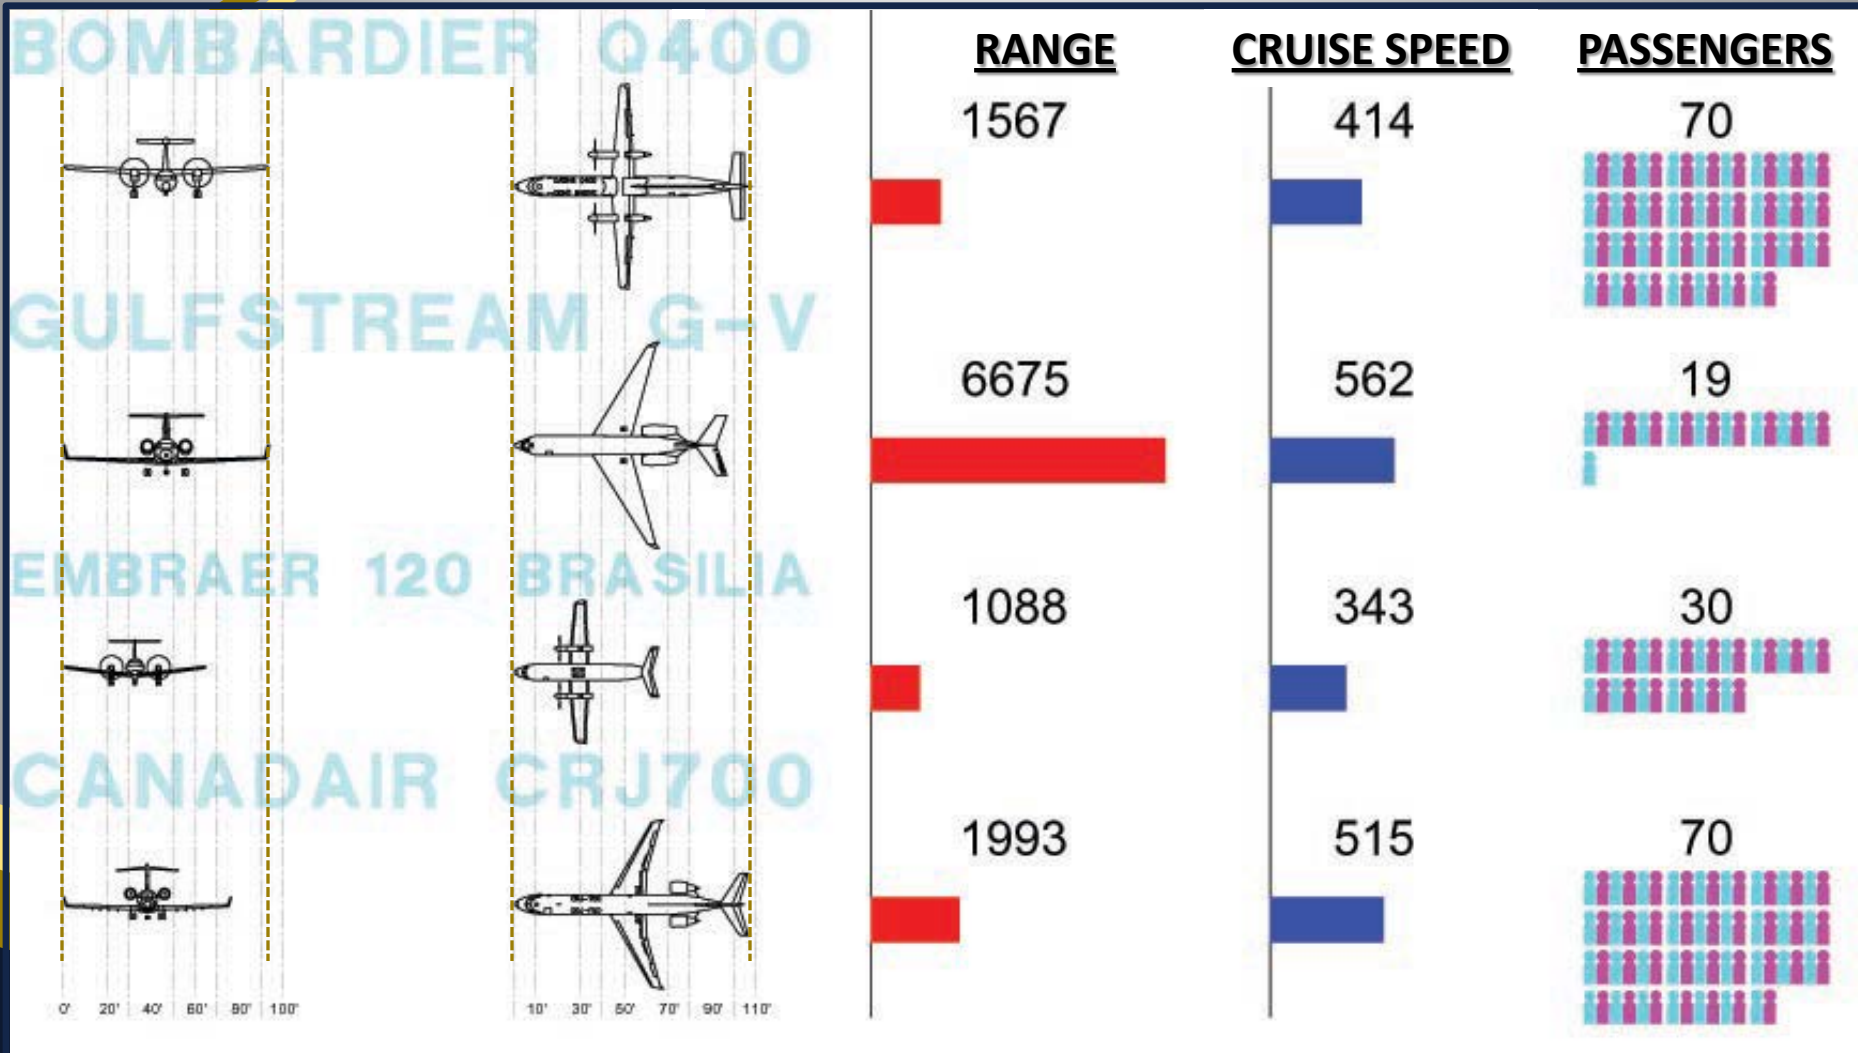 BOMBARDIER Q400
RANGE CRUISE SPEED PASSENGERS
1567 414 70
GULFSTREAM G-V
6675 562 19
EMBRAER 120 BRASILIA
1088 343 30
CANADAIR CRJ700
1993 515 70
0' 20' 40' 60' 80' 100' 10' 30' 50' 70' 90' 110'